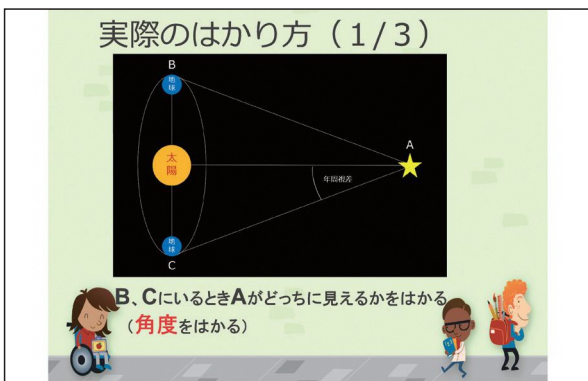 実際のはかり方（1/3）
B
地球
A
太陽
年周視差
地球
C
B、CにいるときAがどっちに見えるかをはかる
（角度をはかる）